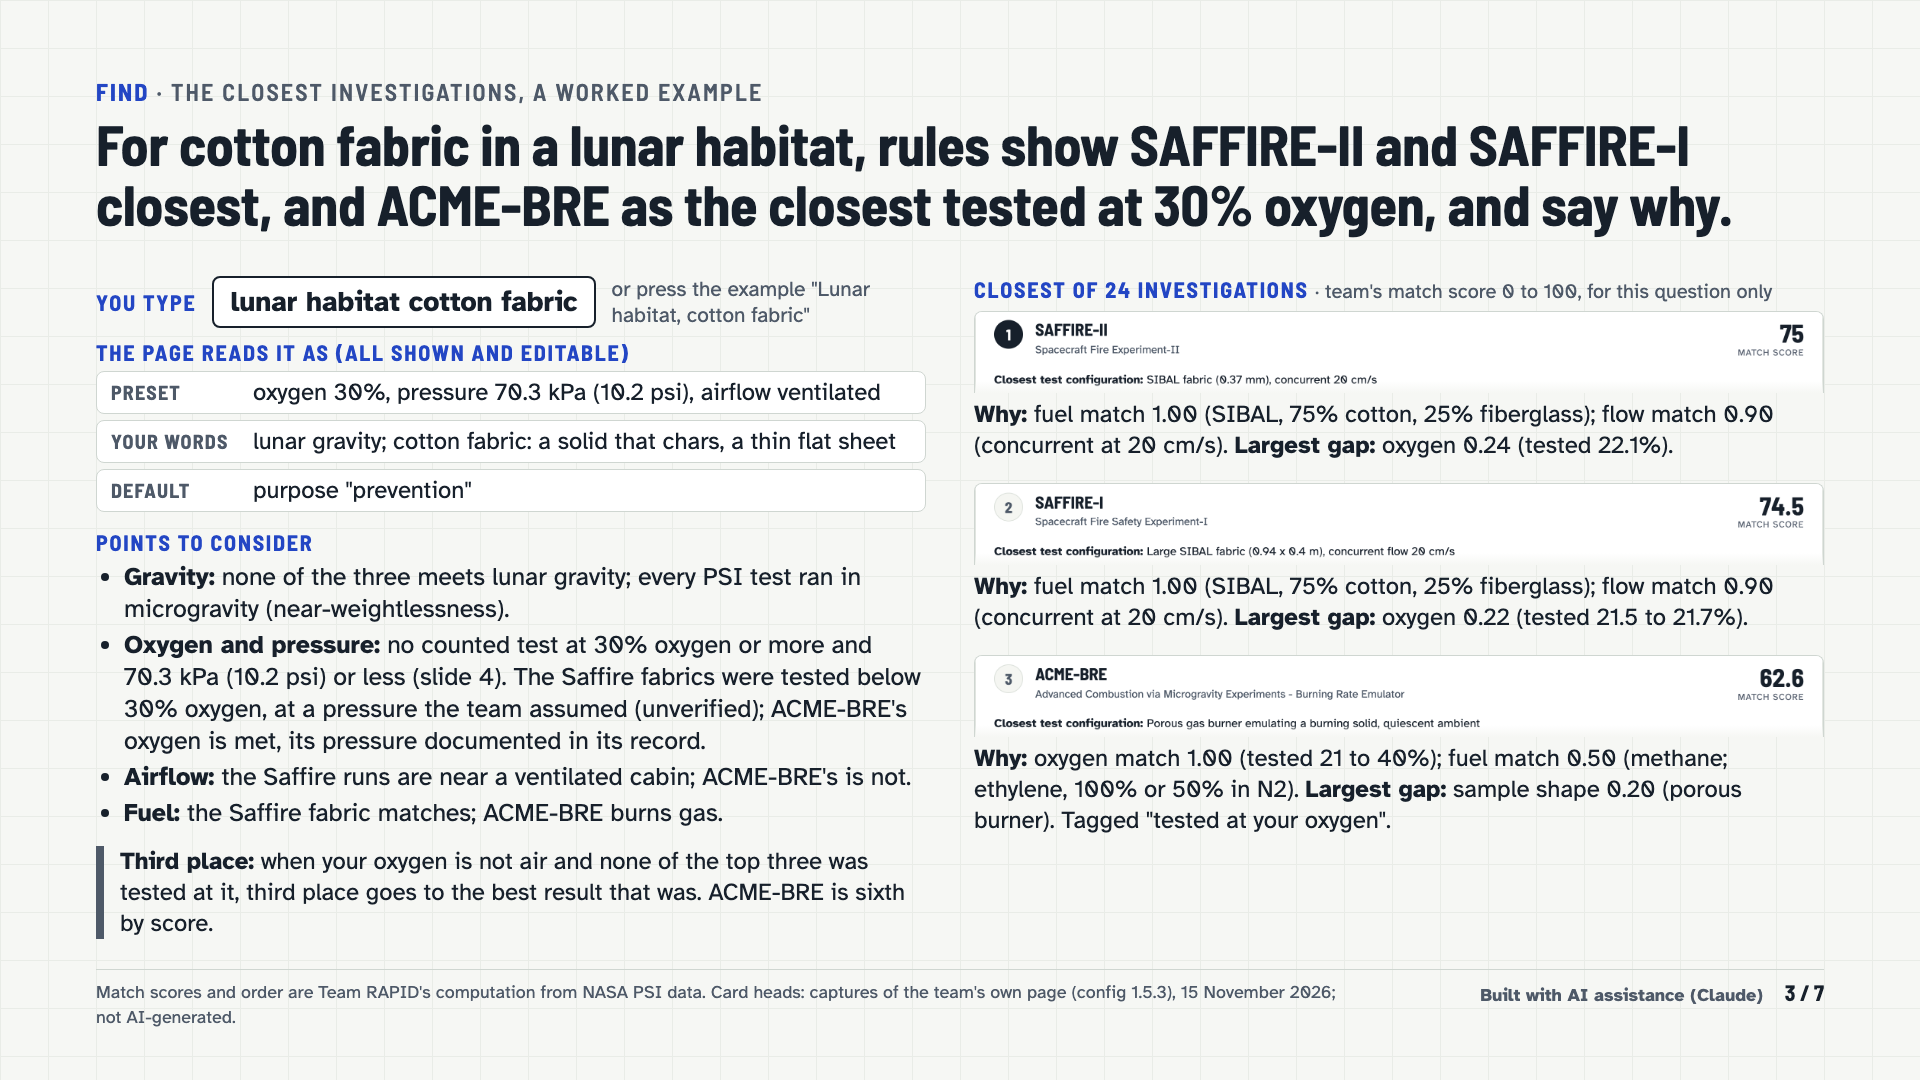 FIND · THE CLOSEST INVESTIGATIONS, A WORKED EXAMPLE
For cotton fabric in a lunar habitat, rules show SAFFIRE-II and SAFFIRE-I
closest, and ACME-BRE as the closest tested at 30% oxygen, and say why.
YOU TYPE
lunar habitat cotton fabric
or press the example "Lunar
habitat, cotton fabric"
THE PAGE READS IT AS (ALL SHOWN AND EDITABLE)
PRESET oxygen 30%, pressure 70.3 kPa (10.2 psi), airflow ventilated
YOUR WORDS lunar gravity; cotton fabric: a solid that chars, a thin flat sheet
DEFAULT purpose "prevention"
POINTS TO CONSIDER
• Gravity: none of the three meets lunar gravity; every PSI test ran in
microgravity (near-weightlessness).
• Oxygen and pressure: no counted test at 30% oxygen or more and
70.3 kPa (10.2 psi) or less (slide 4). The Saffire fabrics were tested below
30% oxygen, at a pressure the team assumed (unverified); ACME-BRE's
oxygen is met, its pressure documented in its record.
• Airflow: the Saffire runs are near a ventilated cabin; ACME-BRE's is not.
• Fuel: the Saffire fabric matches; ACME-BRE burns gas.
Third place: when your oxygen is not air and none of the top three was
tested at it, third place goes to the best result that was. ACME-BRE is sixth
by score.
CLOSEST OF 24 INVESTIGATIONS · team's match score 0 to 100, for this question only
1 SAFFIRE-II 75
Spacecraft Fire Experiment-II MATCH SCORE
Closest test configuration: SIBAL fabric (0.37 mm), concurrent 20 cm/s
Why: fuel match 1.00 (SIBAL, 75% cotton, 25% fiberglass); flow match 0.90
(concurrent at 20 cm/s). Largest gap: oxygen 0.24 (tested 22.1%).
2 SAFFIRE-I 74.5
Spacecraft Fire Safety Experiment-I MATCH SCORE
Closest test configuration: Large SIBAL fabric (0.94 x 0.4 m), concurrent flow 20 cm/s
Why: fuel match 1.00 (SIBAL, 75% cotton, 25% fiberglass); flow match 0.90
(concurrent at 20 cm/s). Largest gap: oxygen 0.22 (tested 21.5 to 21.7%).
3 ACME-BRE 62.6
Advanced Combustion via Microgravity Experiments - Burning Rate Emulator MATCH SCORE
Closest test configuration: Porous gas burner emulating a burning solid, quiescent ambient
Why: oxygen match 1.00 (tested 21 to 40%); fuel match 0.50 (methane;
ethylene, 100% or 50% in N2). Largest gap: sample shape 0.20 (porous
burner). Tagged "tested at your oxygen".
Match scores and order are Team RAPID's computation from NASA PSI data. Card heads: captures of the team's own page (config 1.5.3), 15 November 2026;
not AI-generated.
Built with AI assistance (Claude) 3 / 7